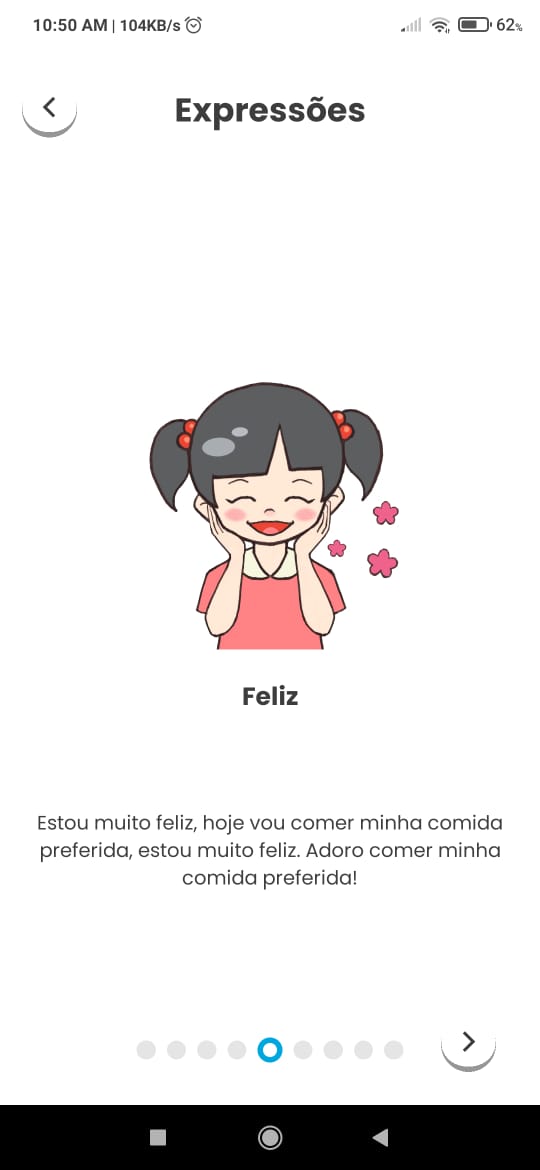 10:50 AM | 104KB/s 62%
Expressões
Feliz
Estou muito feliz, hoje vou comer minha comida
preferida, estou muito feliz. Adoro comer minha
comida preferida!